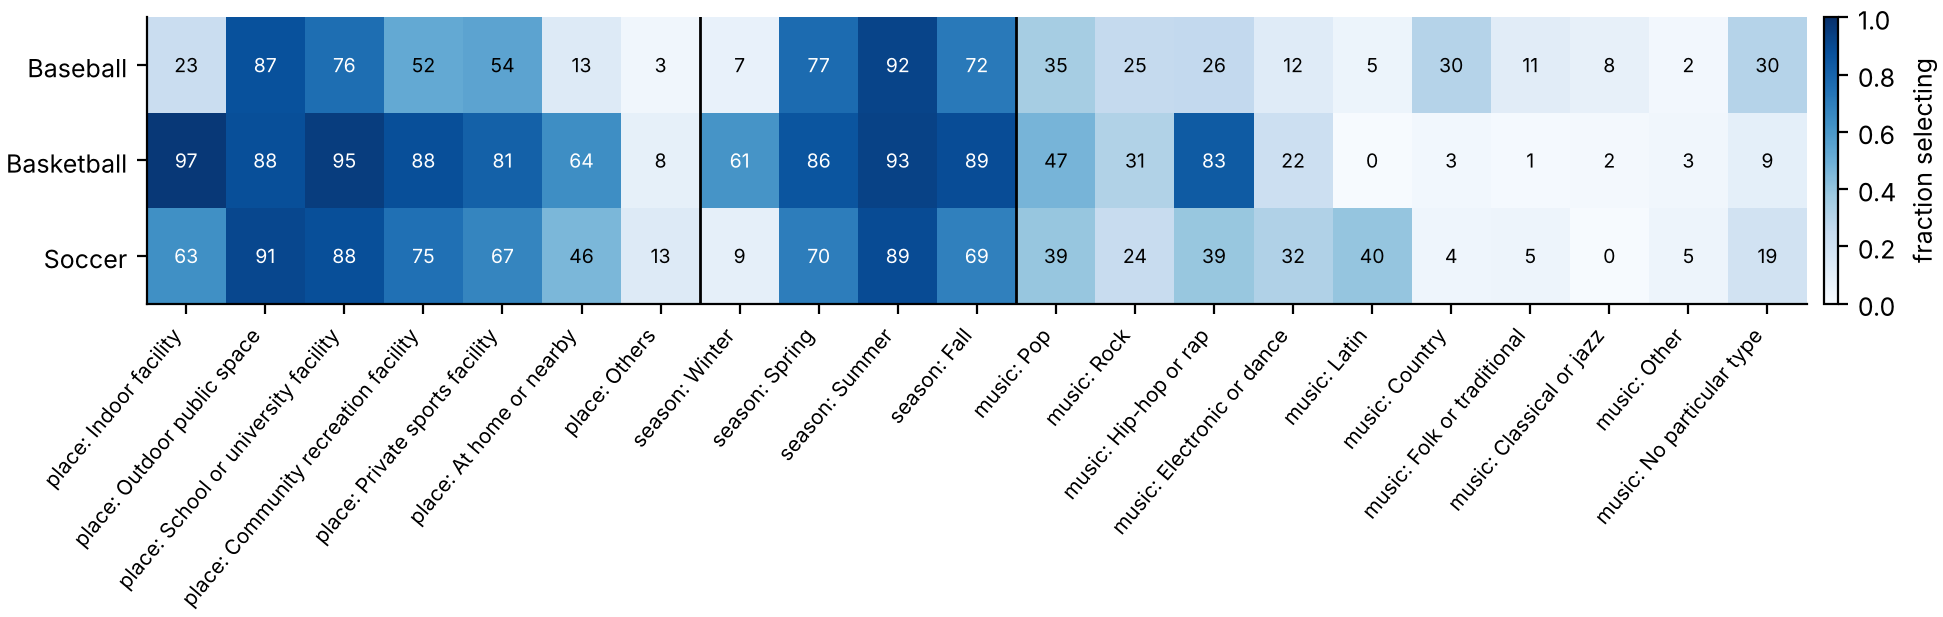 Baseball 23 87 76 52 54 13 3 7 77 92 72 35 25 26 12 5 30 11 8 2 30
Basketball 97 88 95 88 81 64 8 61 86 93 89 47 31 83 22 0 3 1 2 3 9
Soccer 63 91 88 75 67 46 13 9 70 89 69 39 24 39 32 40 4 5 0 5 19
place: Indoor facility
place: Outdoor public space
place: School or university facility
place: Community recreation facility
place: Private sports facility
place: At home or nearby
place: Others
season: Winter
season: Spring
season: Summer
season: Fall
music: Pop
music: Rock
music: Hip-hop or rap
music: Electronic or dance
music: Latin
music: Country
music: Folk or traditional
music: Classical or jazz
music: Other
music: No particular type
1.0
0.8
0.6
0.4
0.2
0.0
fraction selecting